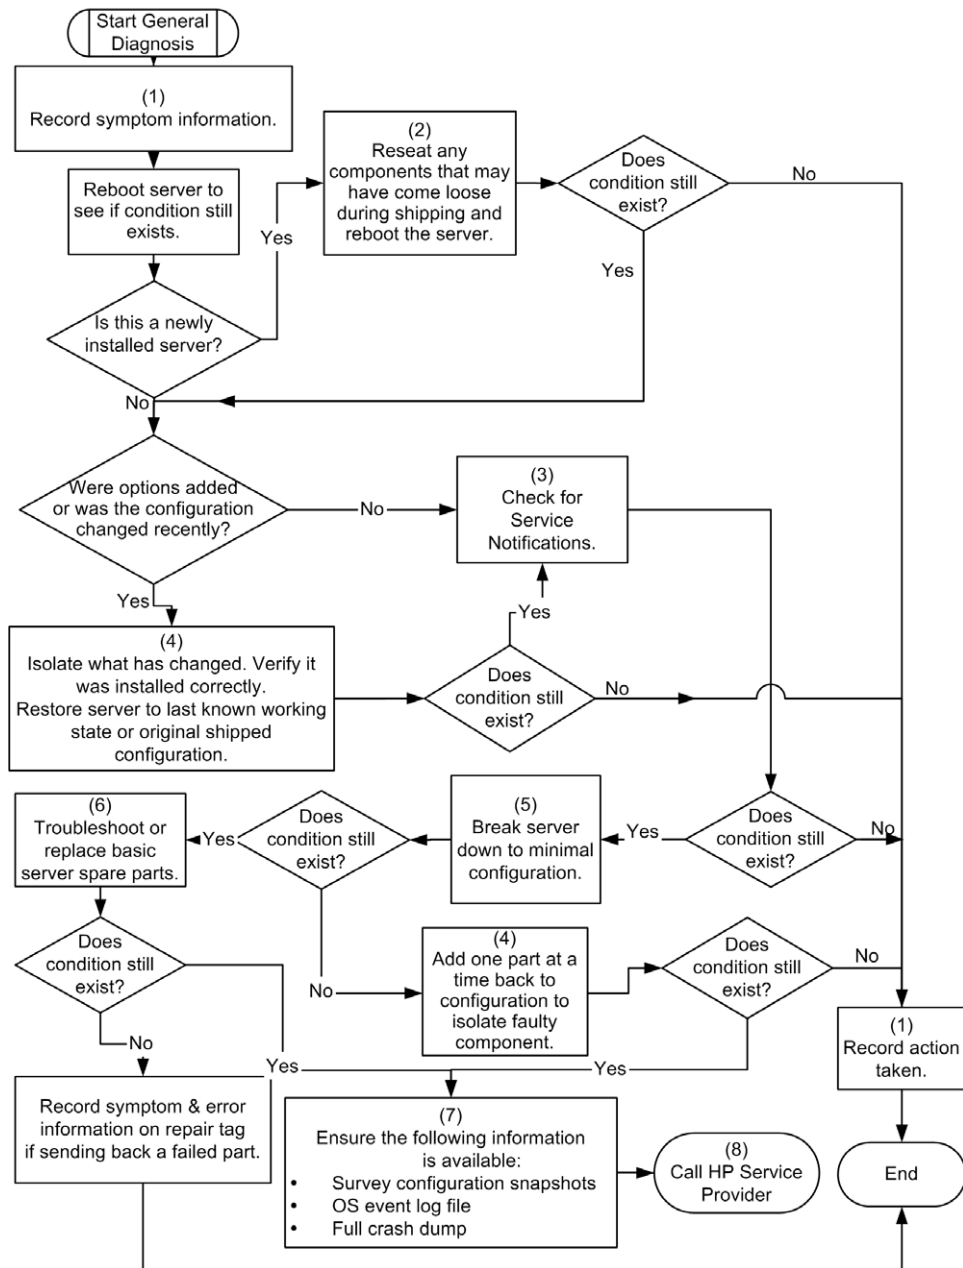 Start General
Diagnosis
(1)
Record symptom information.
Reboot server to
see if condition still
exists.
Is this a newly
installed server?
Yes
(2)
Reseat any
components that may
have come loose
during shipping and
reboot the server.
Does
condition still
exist?
No
Yes
No
Were options added
or was the configuration
changed recently?
No
(3)
Check for
Service
Notifications.
Yes
Yes
(4)
Isolate what has changed. Verify it
was installed correctly.
Restore server to last known working
state or original shipped
configuration.
Does
condition still
exist?
No
Does
condition still
exist?
No
Yes
(5)
Break server
down to minimal
configuration.
Does
condition still
exist?
Yes
(6)
Troubleshoot or
replace basic
server spare parts.
Does
condition still
exist?
No
(4)
Add one part at a
time back to
configuration to
isolate faulty
component.
Does
condition still
exist?
No
(1)
Record action
taken.
No
Yes
Yes
Record symptom & error
information on repair tag
if sending back a failed part.
(7)
Ensure the following information
is available:
• Survey configuration snapshots
• OS event log file
• Full crash dump
(8)
Call HP Service
Provider
End